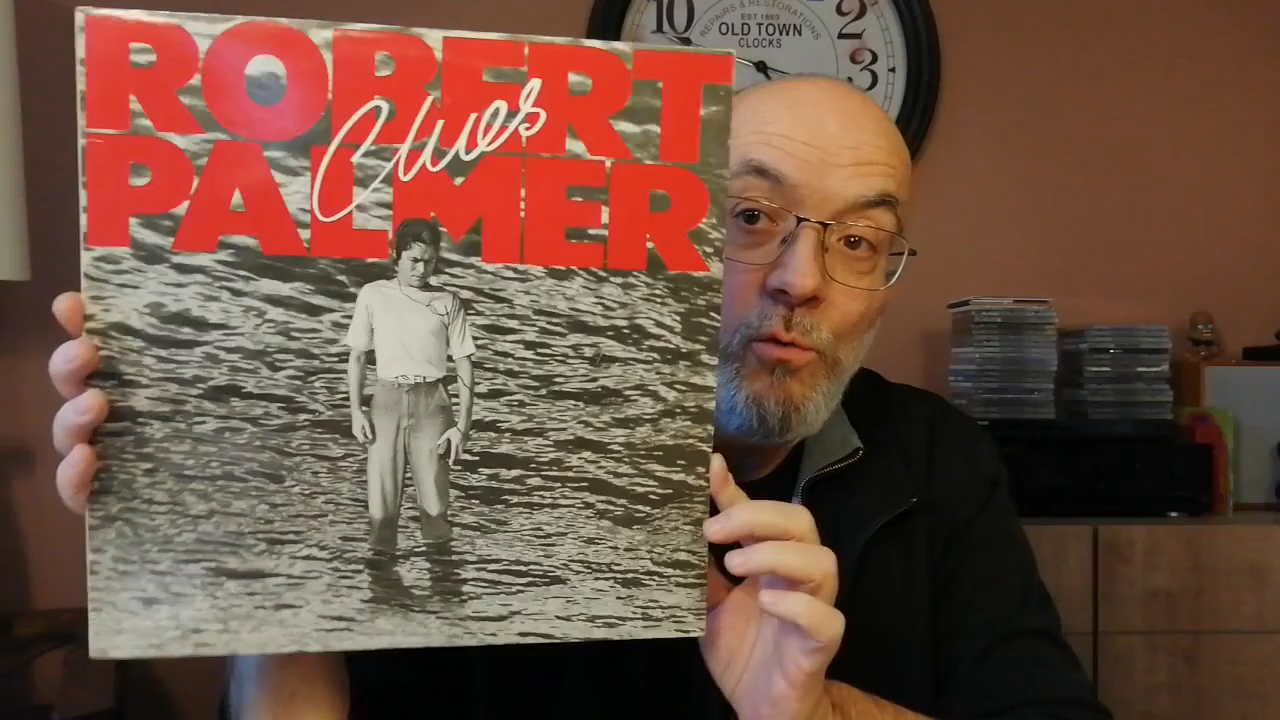 ROBERT
Clues
PALMER
10
2
3
REPAIRS & RESTORATIONS
EST 1865
OLD TOWN
CLOCKS